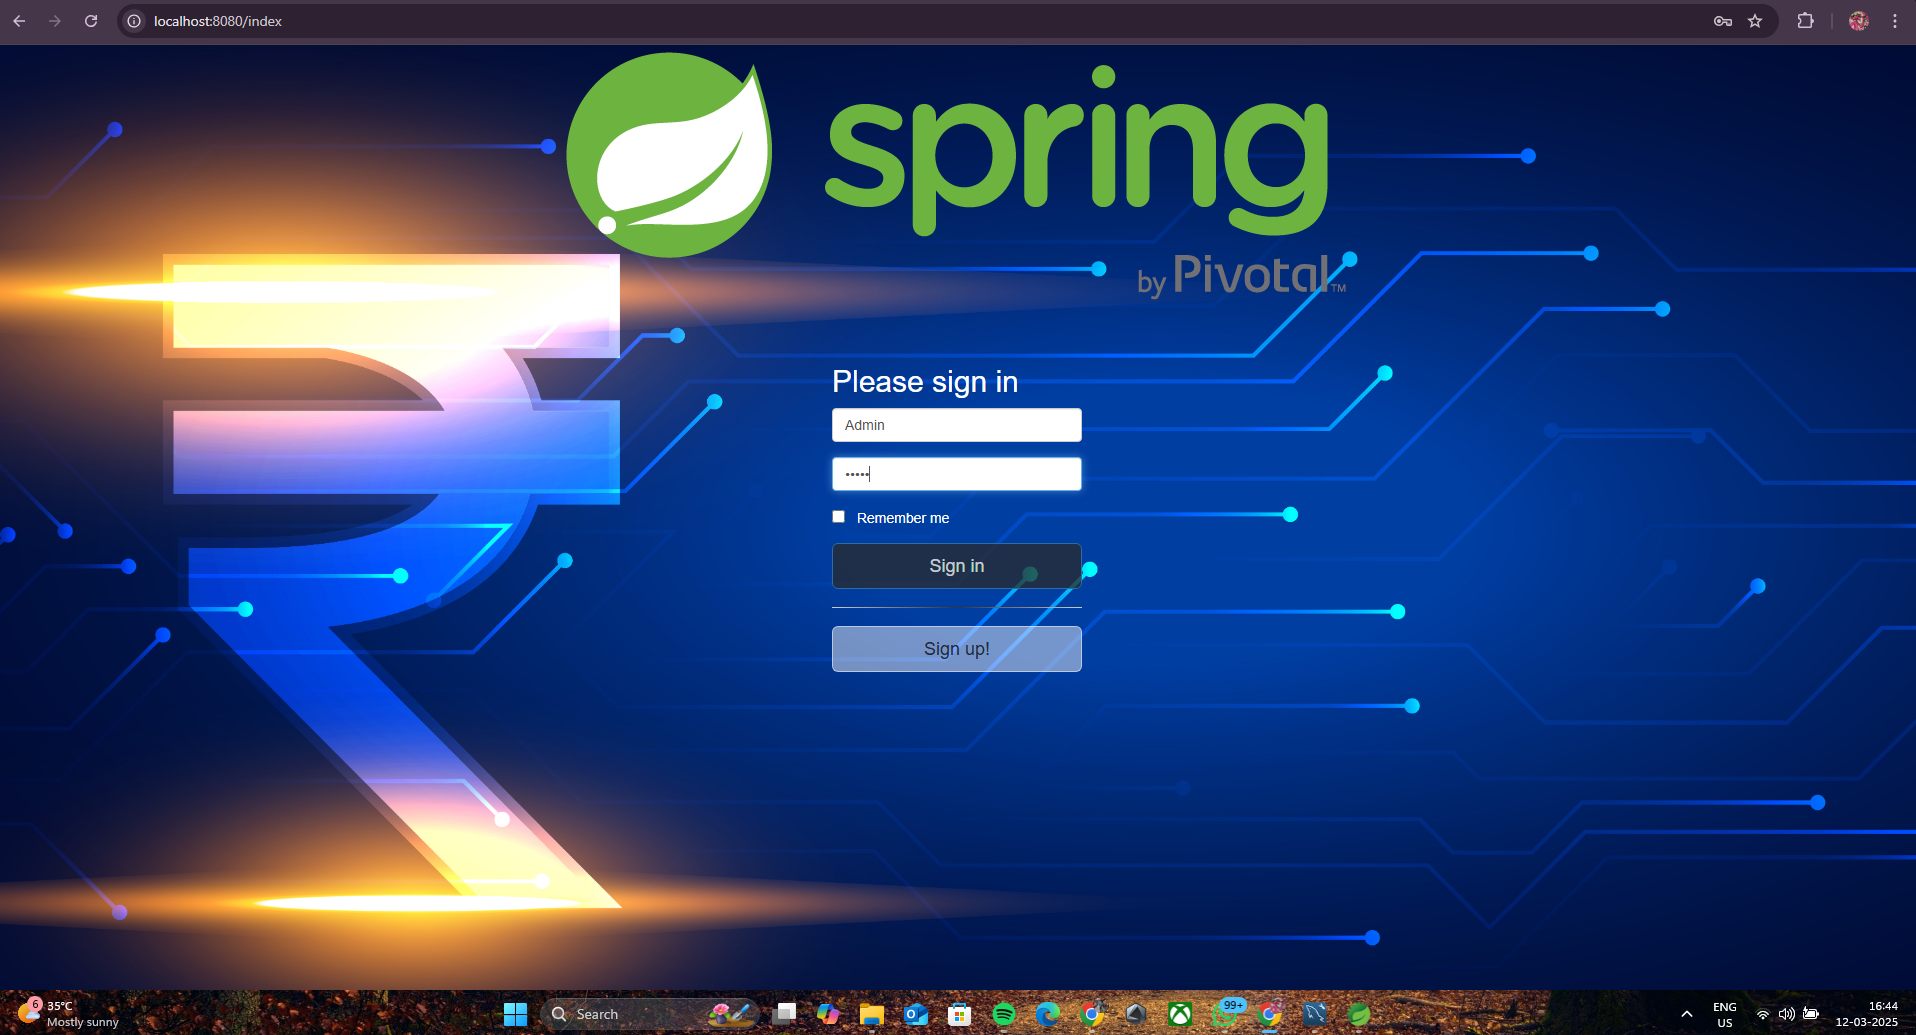 localhost:8080/index
spring
by Pivotal™
Please sign in
Admin
•••••
Remember me
Sign in
Sign up!
6
35°C
Mostly sunny
Search
99+
ENG
US
16:44
12-03-2025